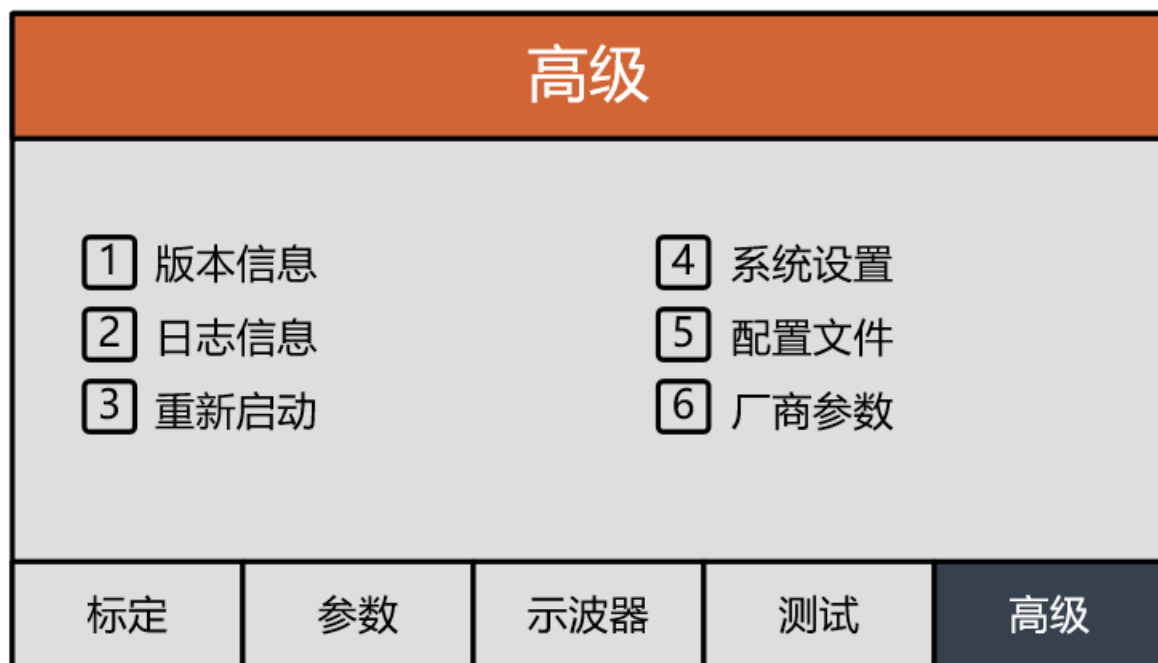 高级
1 版本信息
2 日志信息
3 重新启动
4 系统设置
5 配置文件
6 厂商参数
标定 参数 示波器 测试 高级